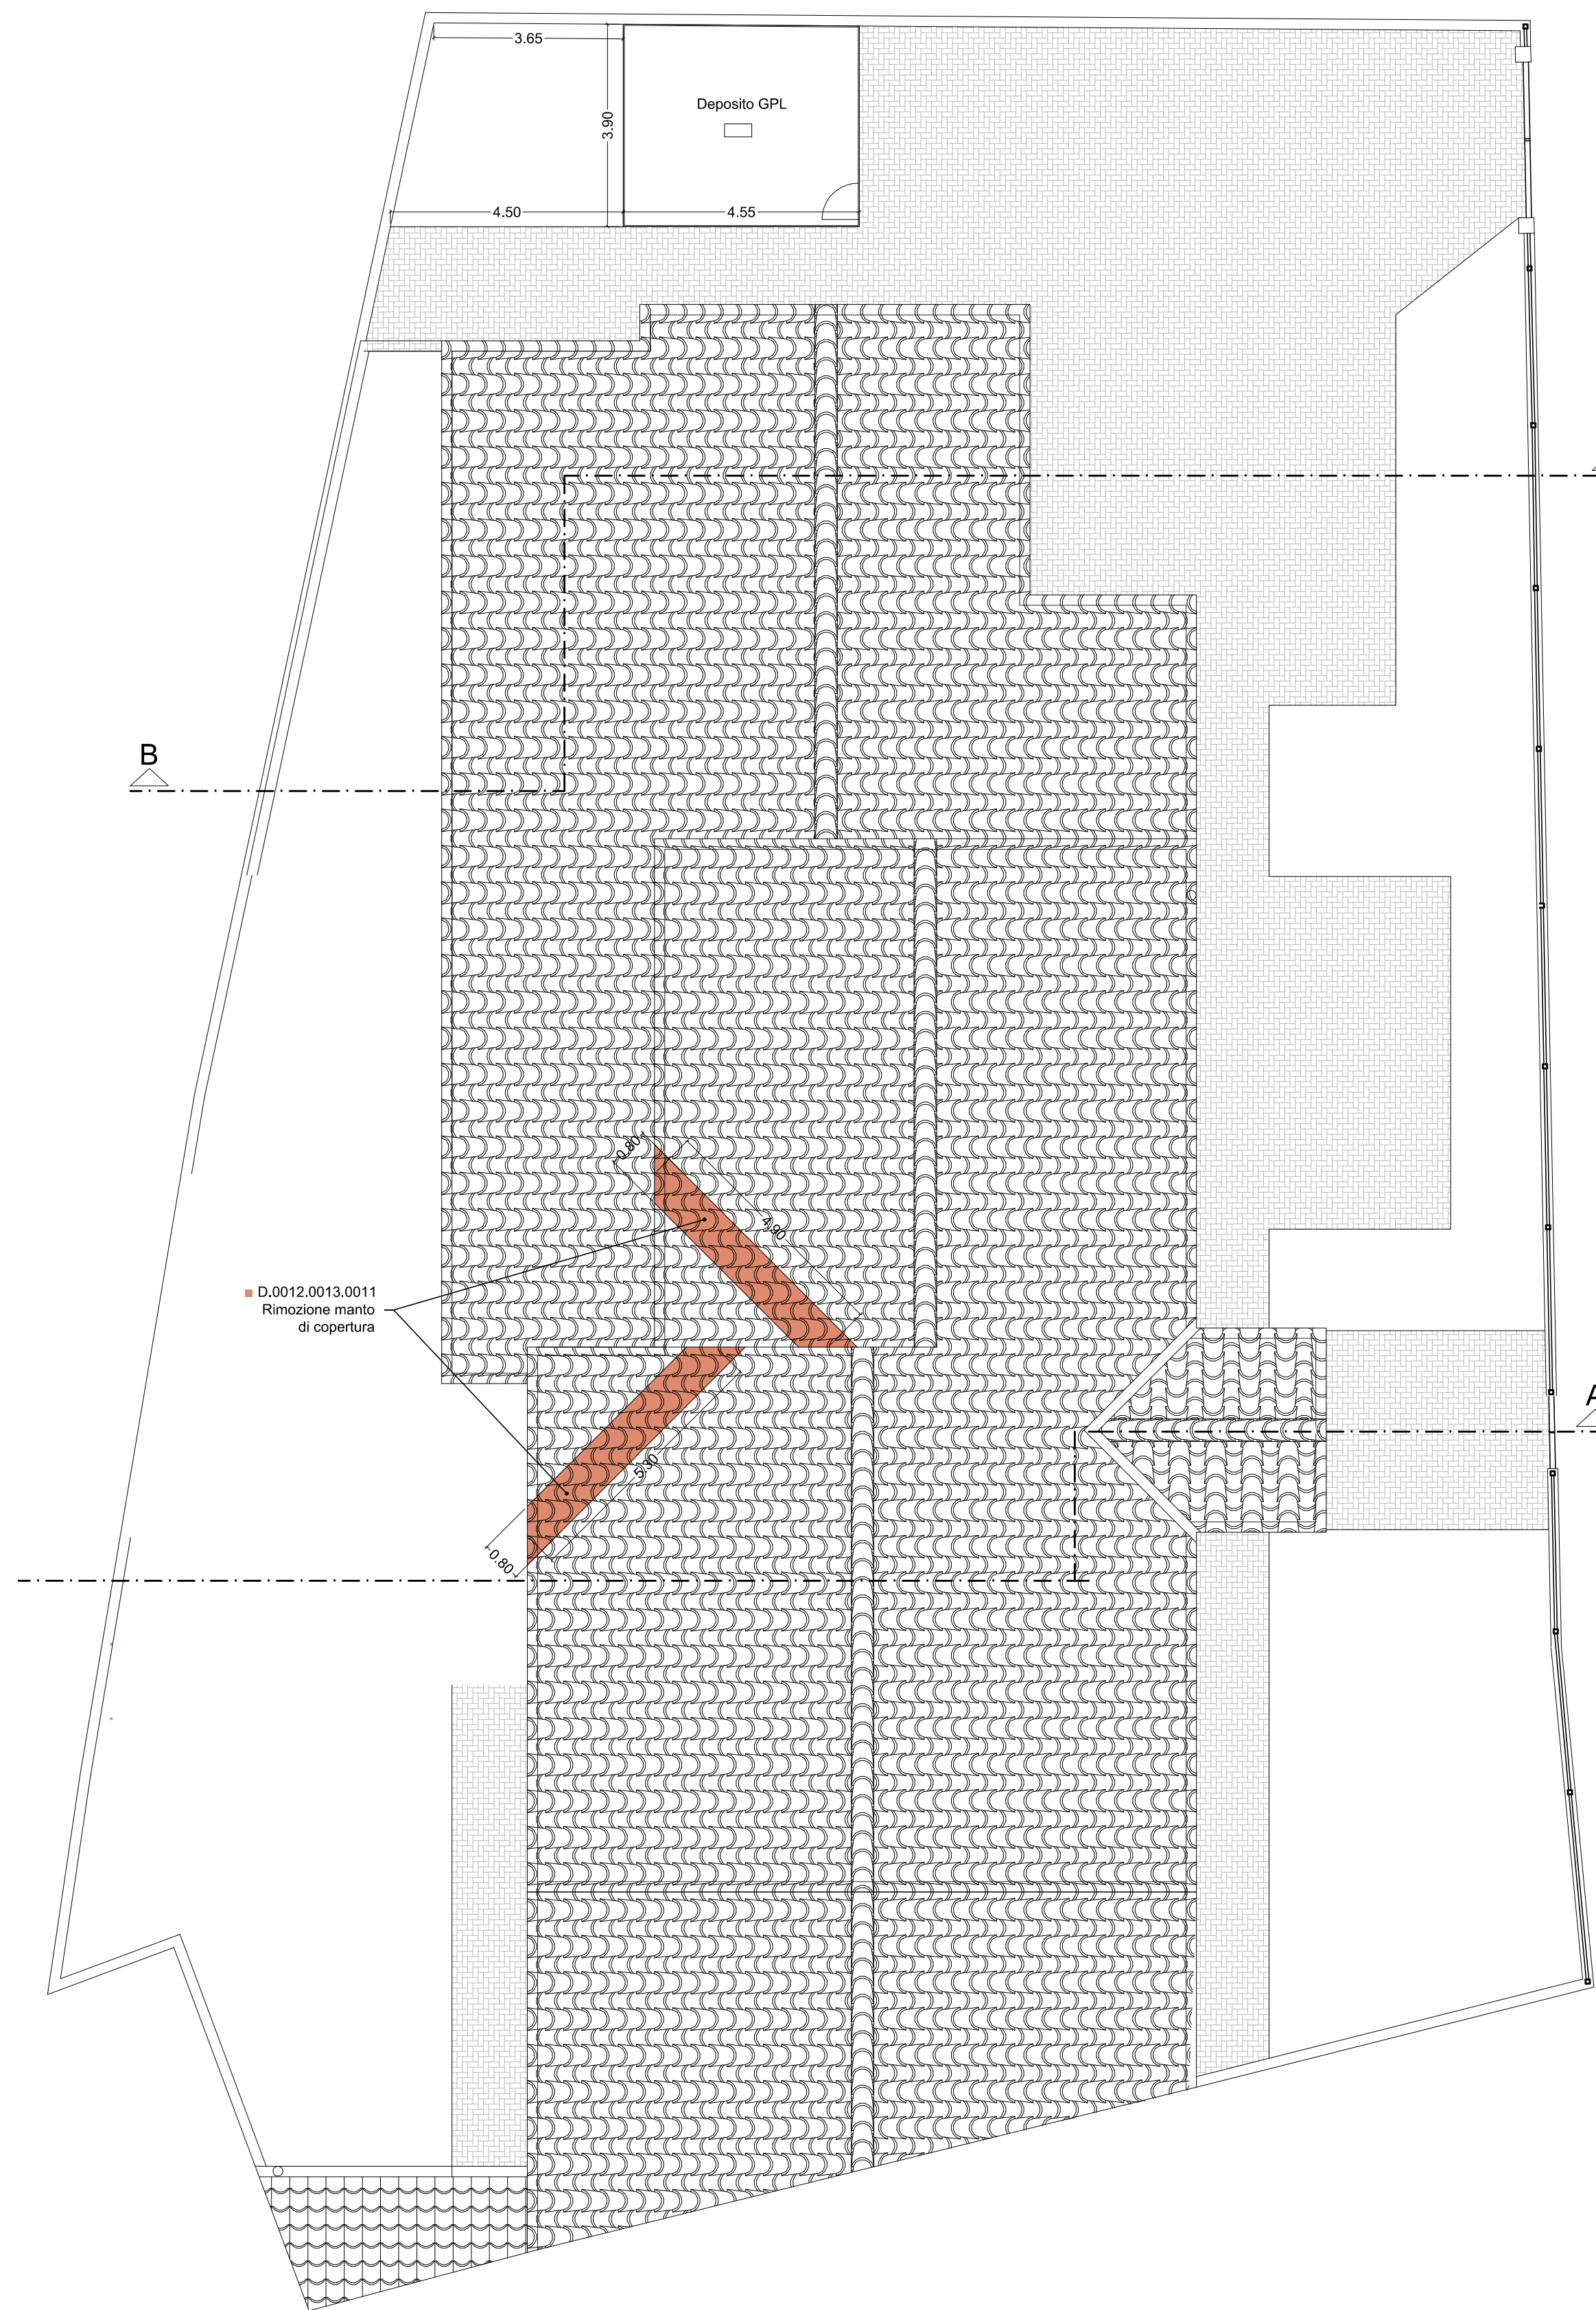 3.65
3.90
Deposito GPL
4.50
4.55
B
0.80
4.90
D.0012.0013.0011
Rimozione manto
di copertura
A
5.30
0.80